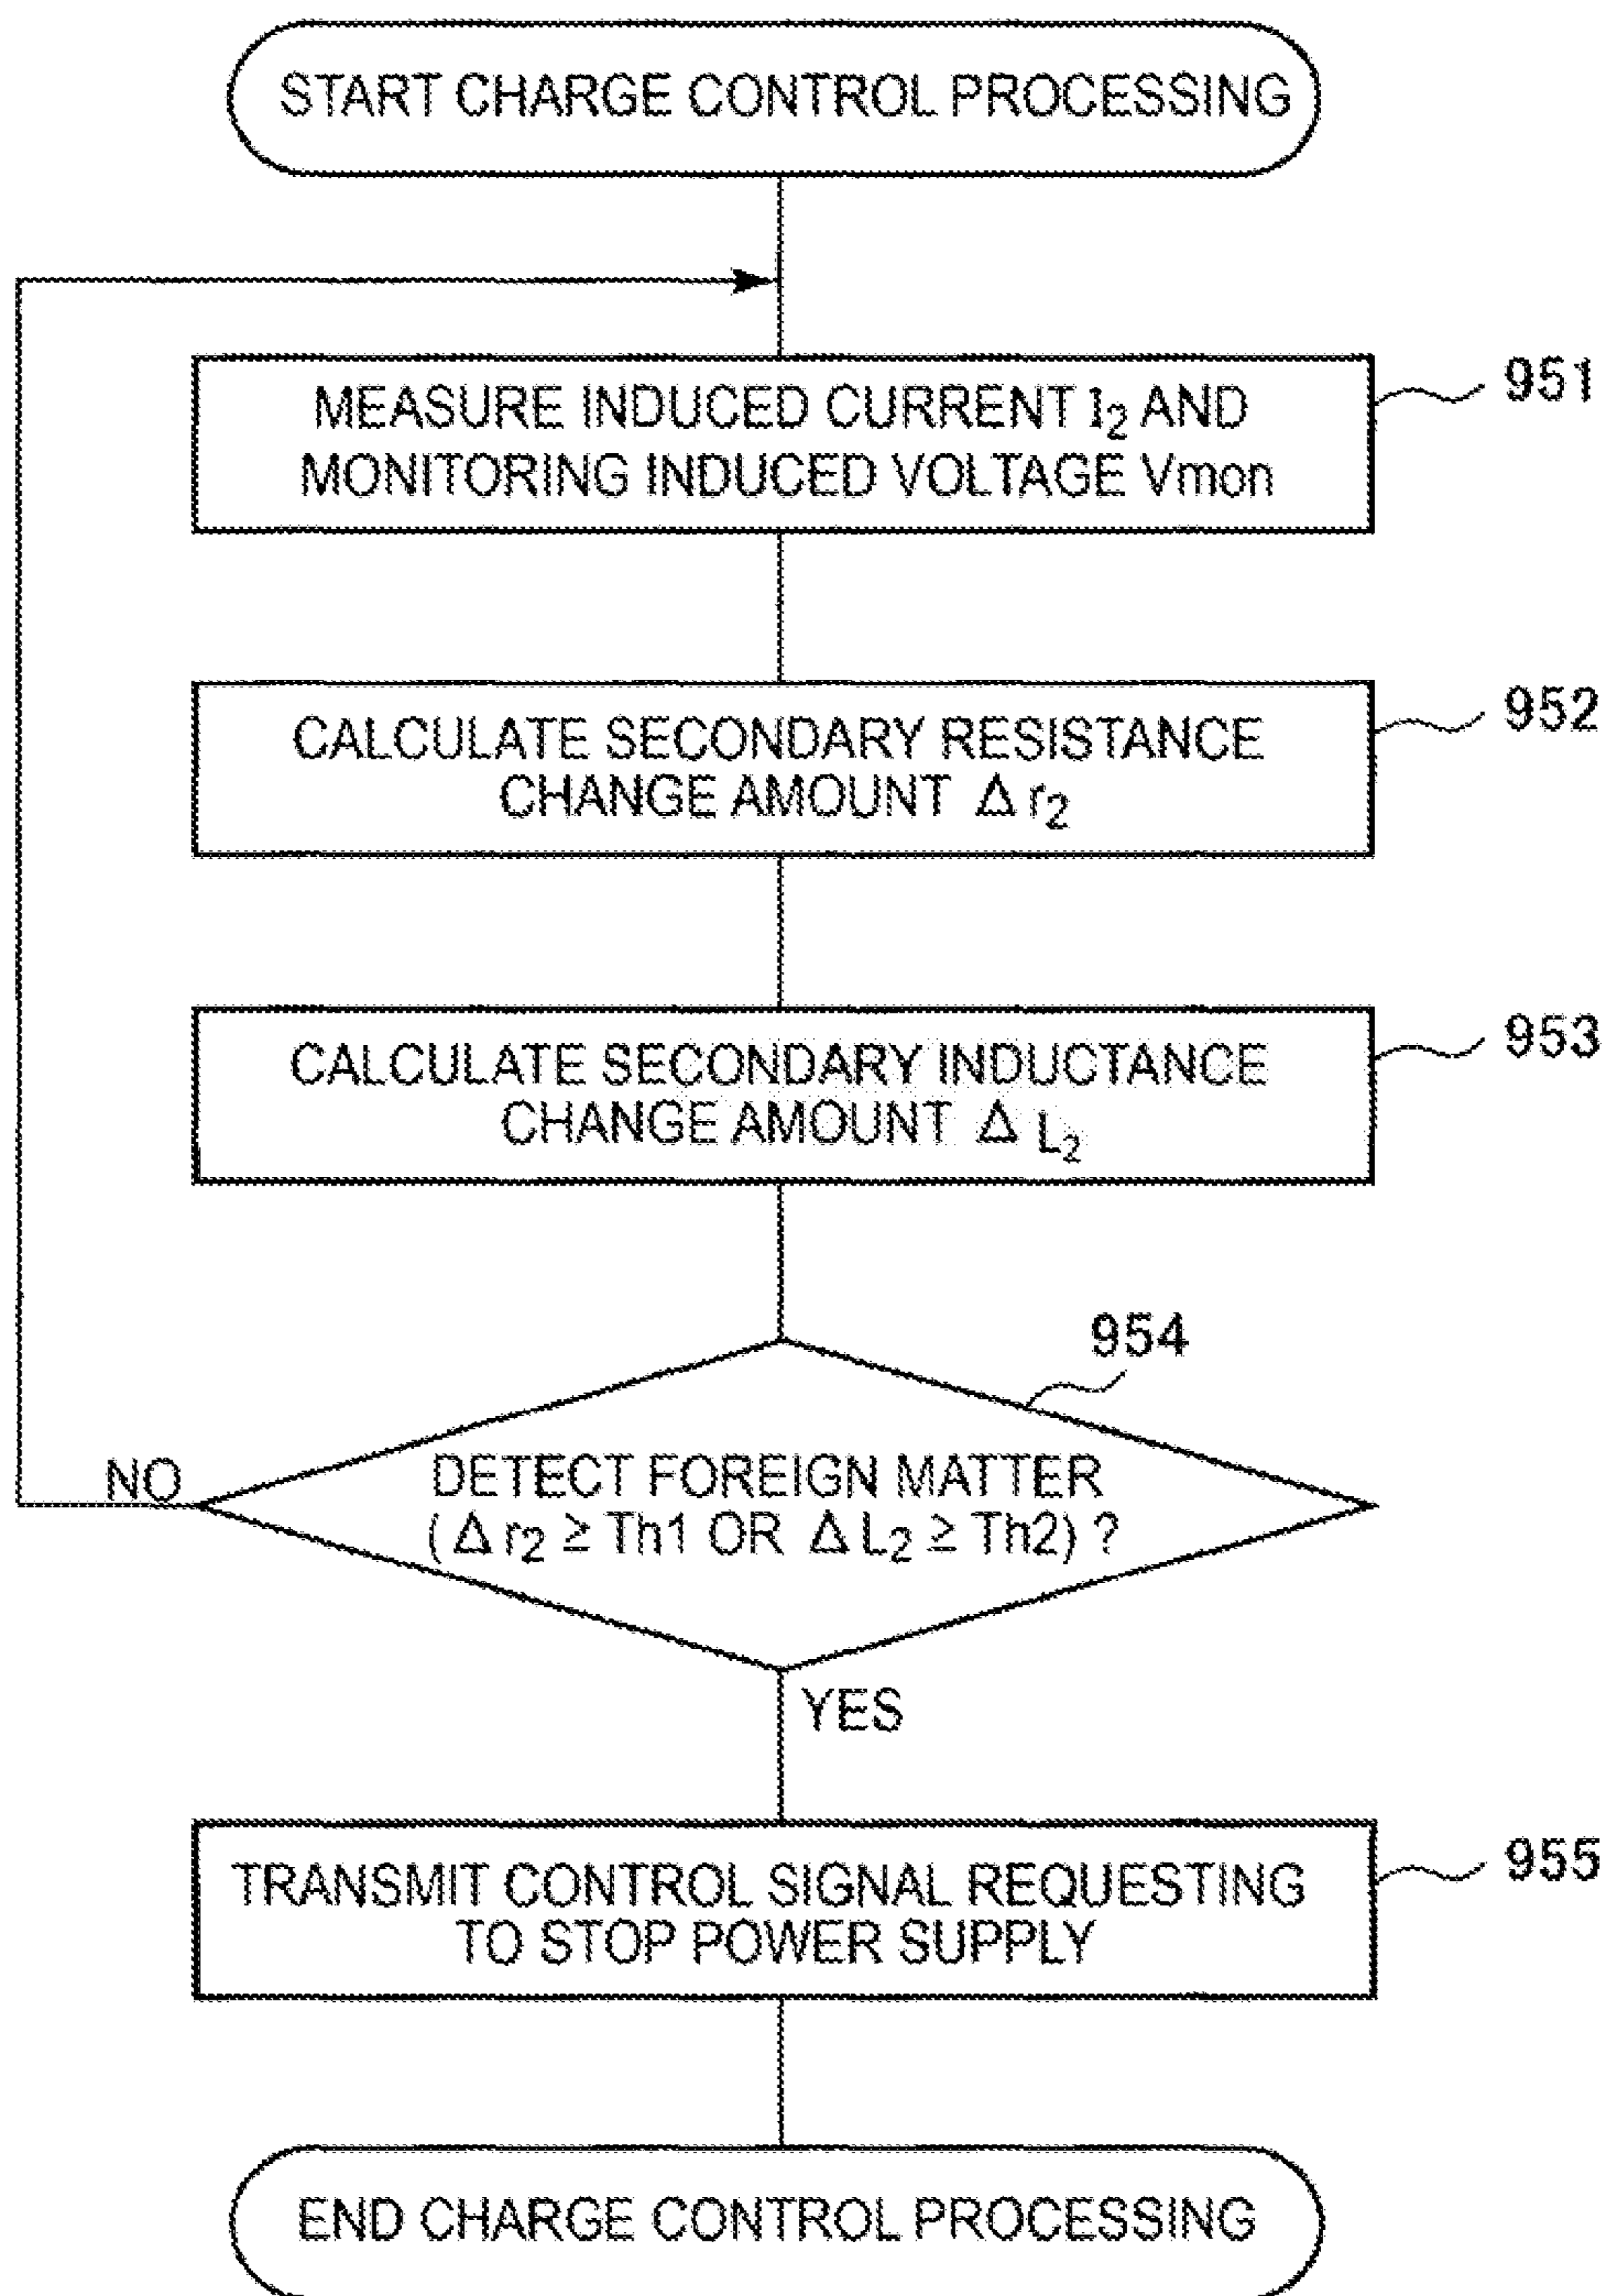 START CHARGE CONTROL PROCESSING
MEASURE INDUCED CURRENT I₂ AND
MONITORING INDUCED VOLTAGE Vmon
951
CALCULATE SECONDARY RESISTANCE
CHANGE AMOUNT Δr₂
952
CALCULATE SECONDARY INDUCTANCE
CHANGE AMOUNT ΔL₂
953
954
DETECT FOREIGN MATTER
(Δr₂ ≥ Th1 OR ΔL₂ ≥ Th2) ?
NO
YES
TRANSMIT CONTROL SIGNAL REQUESTING
TO STOP POWER SUPPLY
955
END CHARGE CONTROL PROCESSING